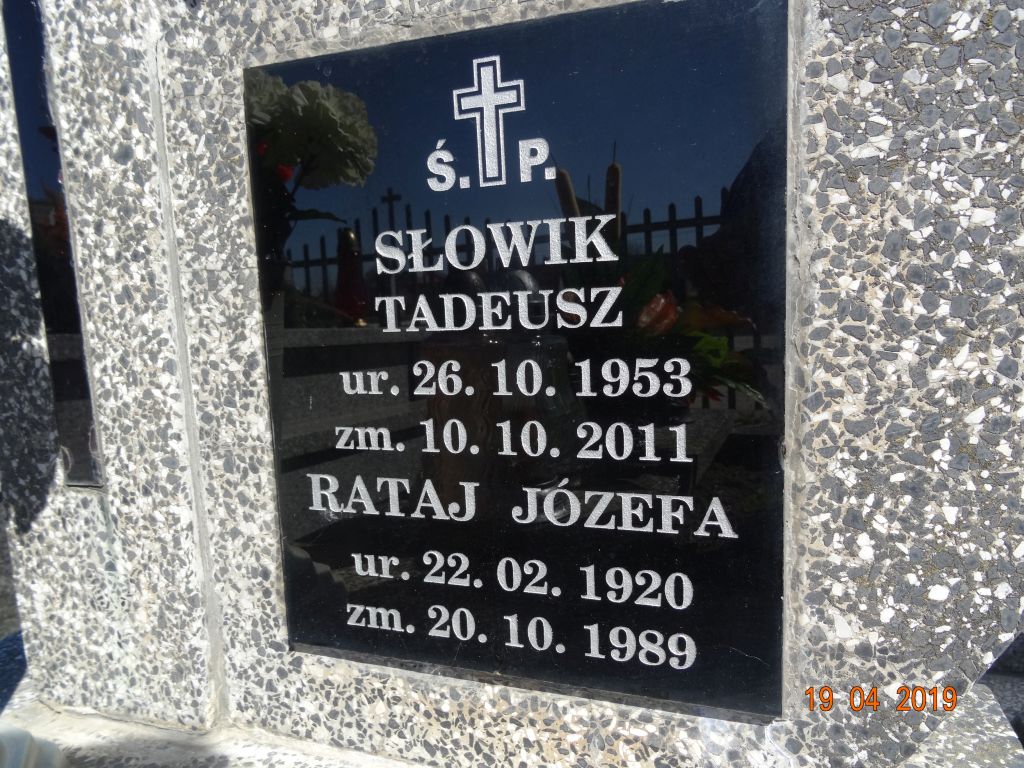 Ś. P.
SŁOWIK
TADEUSZ
ur. 26. 10. 1953
zm. 10. 10. 2011
RATAJ JÓZEFA
ur. 22. 02. 1920
zm. 20. 10. 1989
19 04 2019